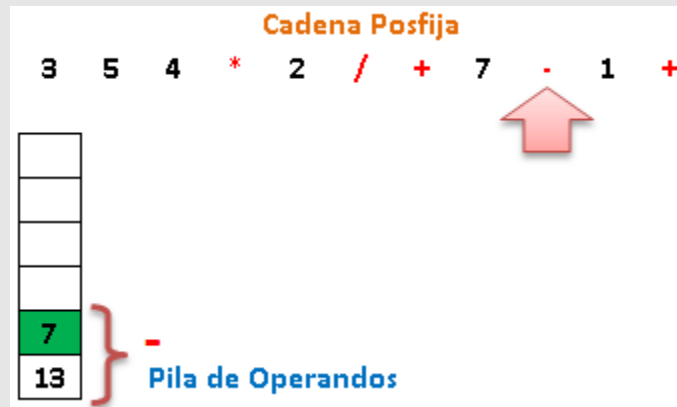 Cadena Posfija
3 5 4 * 2 / + 7 - 1 +
7
-
13
Pila de Operandos